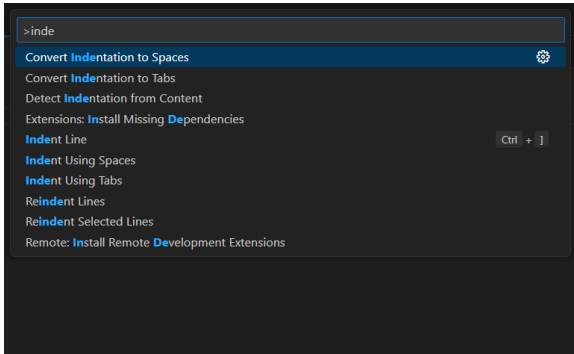 >inde
Convert Indentation to Spaces
Convert Indentation to Tabs
Detect Indentation from Content
Extensions: Install Missing Dependencies
Indent Line Ctrl + ]
Indent Using Spaces
Indent Using Tabs
Reindent Lines
Reindent Selected Lines
Remote: Install Remote Development Extensions